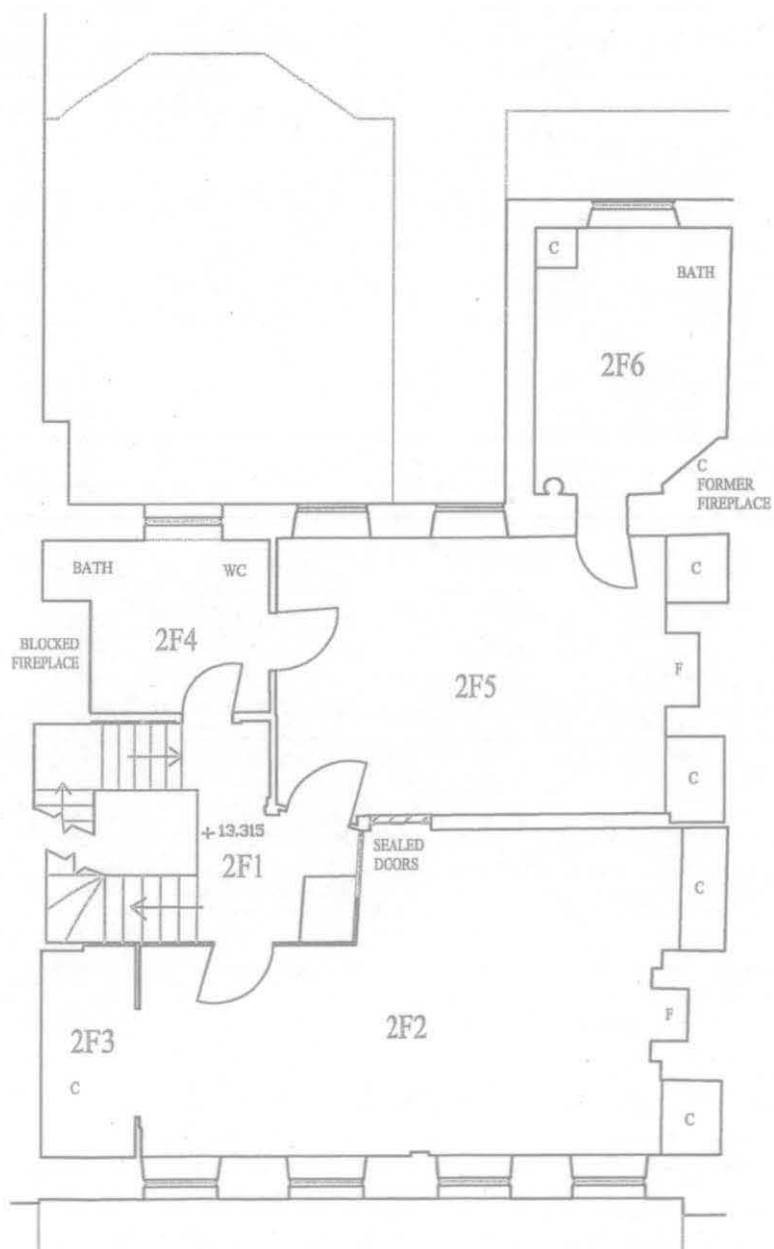 C
BATH
2F6
C
FORMER
FIREPLACE
BATH
WC
C
2F4
BLOCKED
FIREPLACE
F
2F5
C
13.315
SEALED
DOORS
2F1
C
F
2F3
2F2
C
C